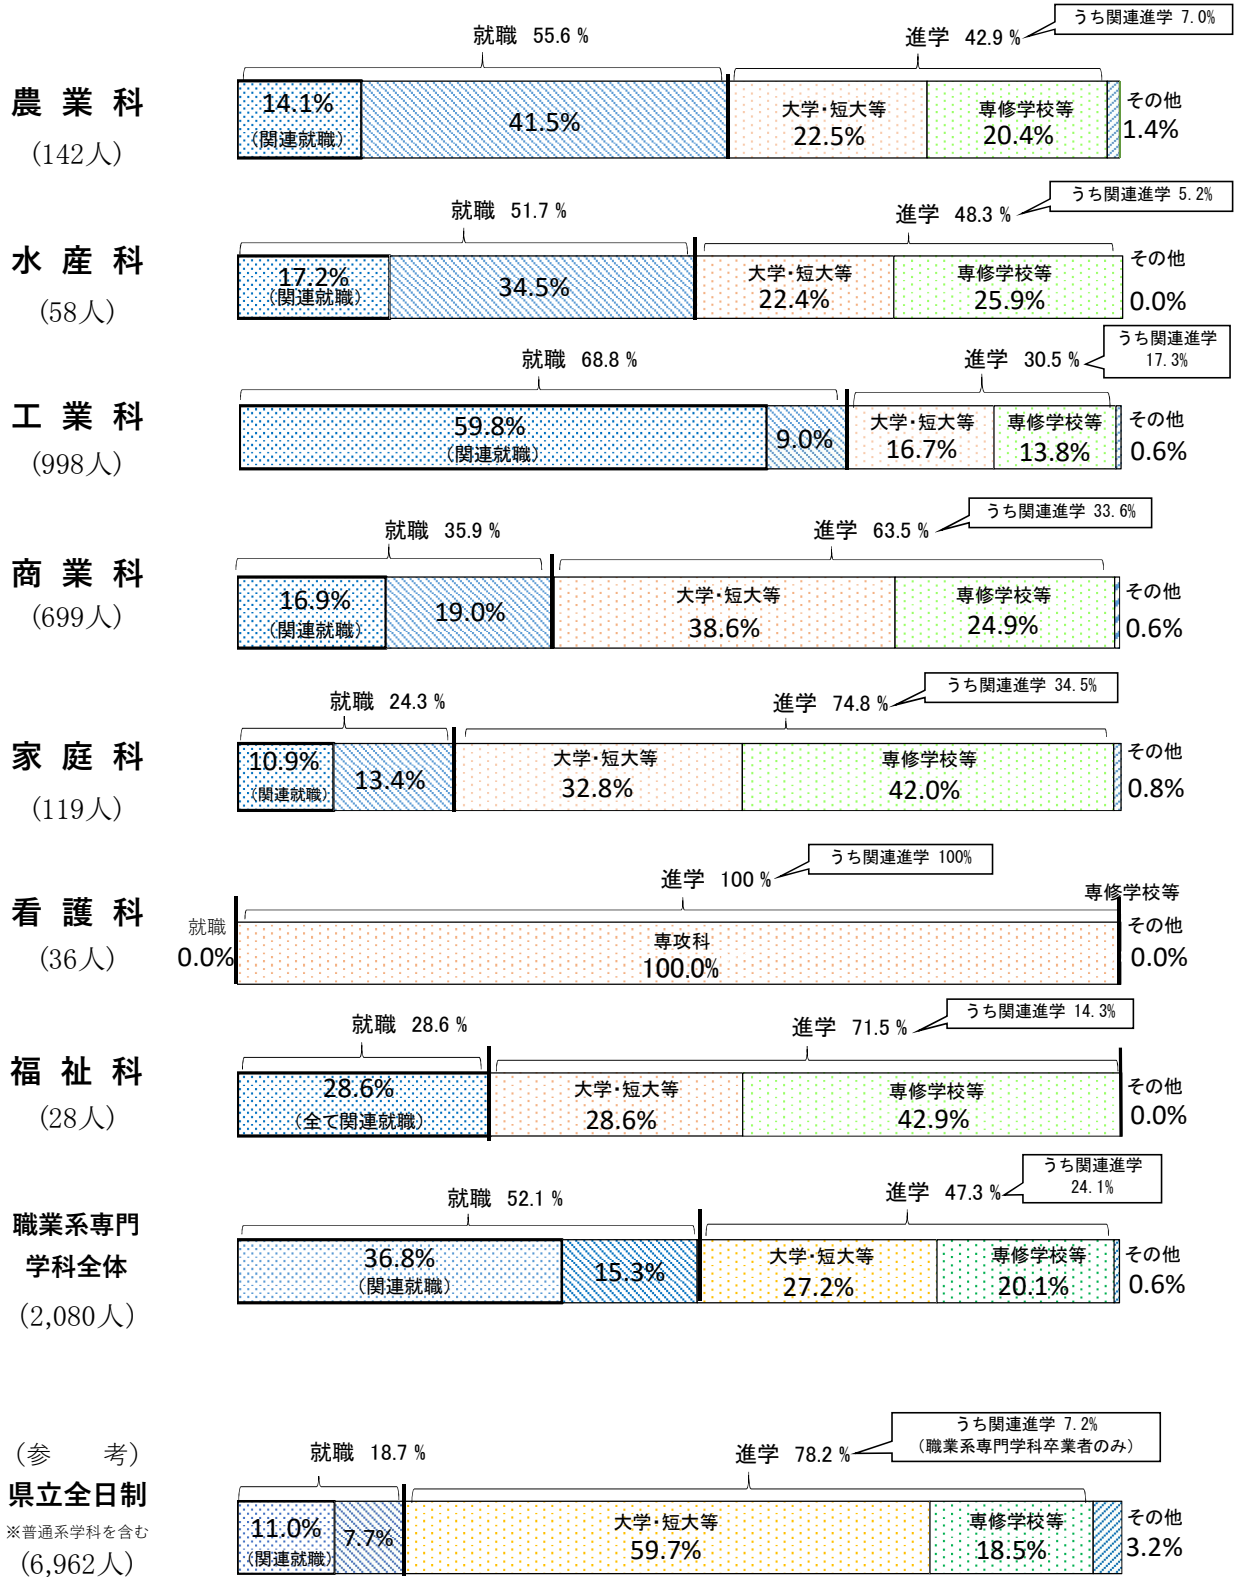 うち関連進学 7.0%
就職 55.6 %
進学 42.9 %
農業科
(142人)
14.1%
(関連就職)
41.5%
大学・短大等
22.5%
専修学校等
20.4%
その他
1.4%
うち関連進学 5.2%
就職 51.7 %
進学 48.3 %
水産科
(58人)
17.2%
(関連就職)
34.5%
大学・短大等
22.4%
専修学校等
25.9%
その他
0.0%
うち関連進学
17.3%
就職 68.8 %
進学 30.5 %
工業科
(998人)
59.8%
(関連就職)
9.0%
大学・短大等
16.7%
専修学校等
13.8%
その他
0.6%
うち関連進学 33.6%
就職 35.9 %
進学 63.5 %
商業科
(699人)
16.9%
(関連就職)
19.0%
大学・短大等
38.6%
専修学校等
24.9%
その他
0.6%
うち関連進学 34.5%
就職 24.3 %
進学 74.8 %
家庭科
(119人)
10.9%
(関連就職)
13.4%
大学・短大等
32.8%
専修学校等
42.0%
その他
0.8%
うち関連進学 100%
進学 100 %
専修学校等
看護科
(36人)
就職
0.0%
専攻科
100.0%
その他
0.0%
うち関連進学 14.3%
就職 28.6 %
進学 71.5 %
福祉科
(28人)
28.6%
(全て関連就職)
大学・短大等
28.6%
専修学校等
42.9%
その他
0.0%
うち関連進学
24.1%
就職 52.1 %
進学 47.3 %
職業系専門
学科全体
(2,080人)
36.8%
(関連就職)
15.3%
大学・短大等
27.2%
専修学校等
20.1%
その他
0.6%
うち関連進学 7.2%
(職業系専門学科卒業者のみ)
就職 18.7 %
進学 78.2 %
(参 考)
県立全日制
※普通系学科を含む
(6,962人)
11.0%
(関連就職)
7.7%
大学・短大等
59.7%
専修学校等
18.5%
その他
3.2%